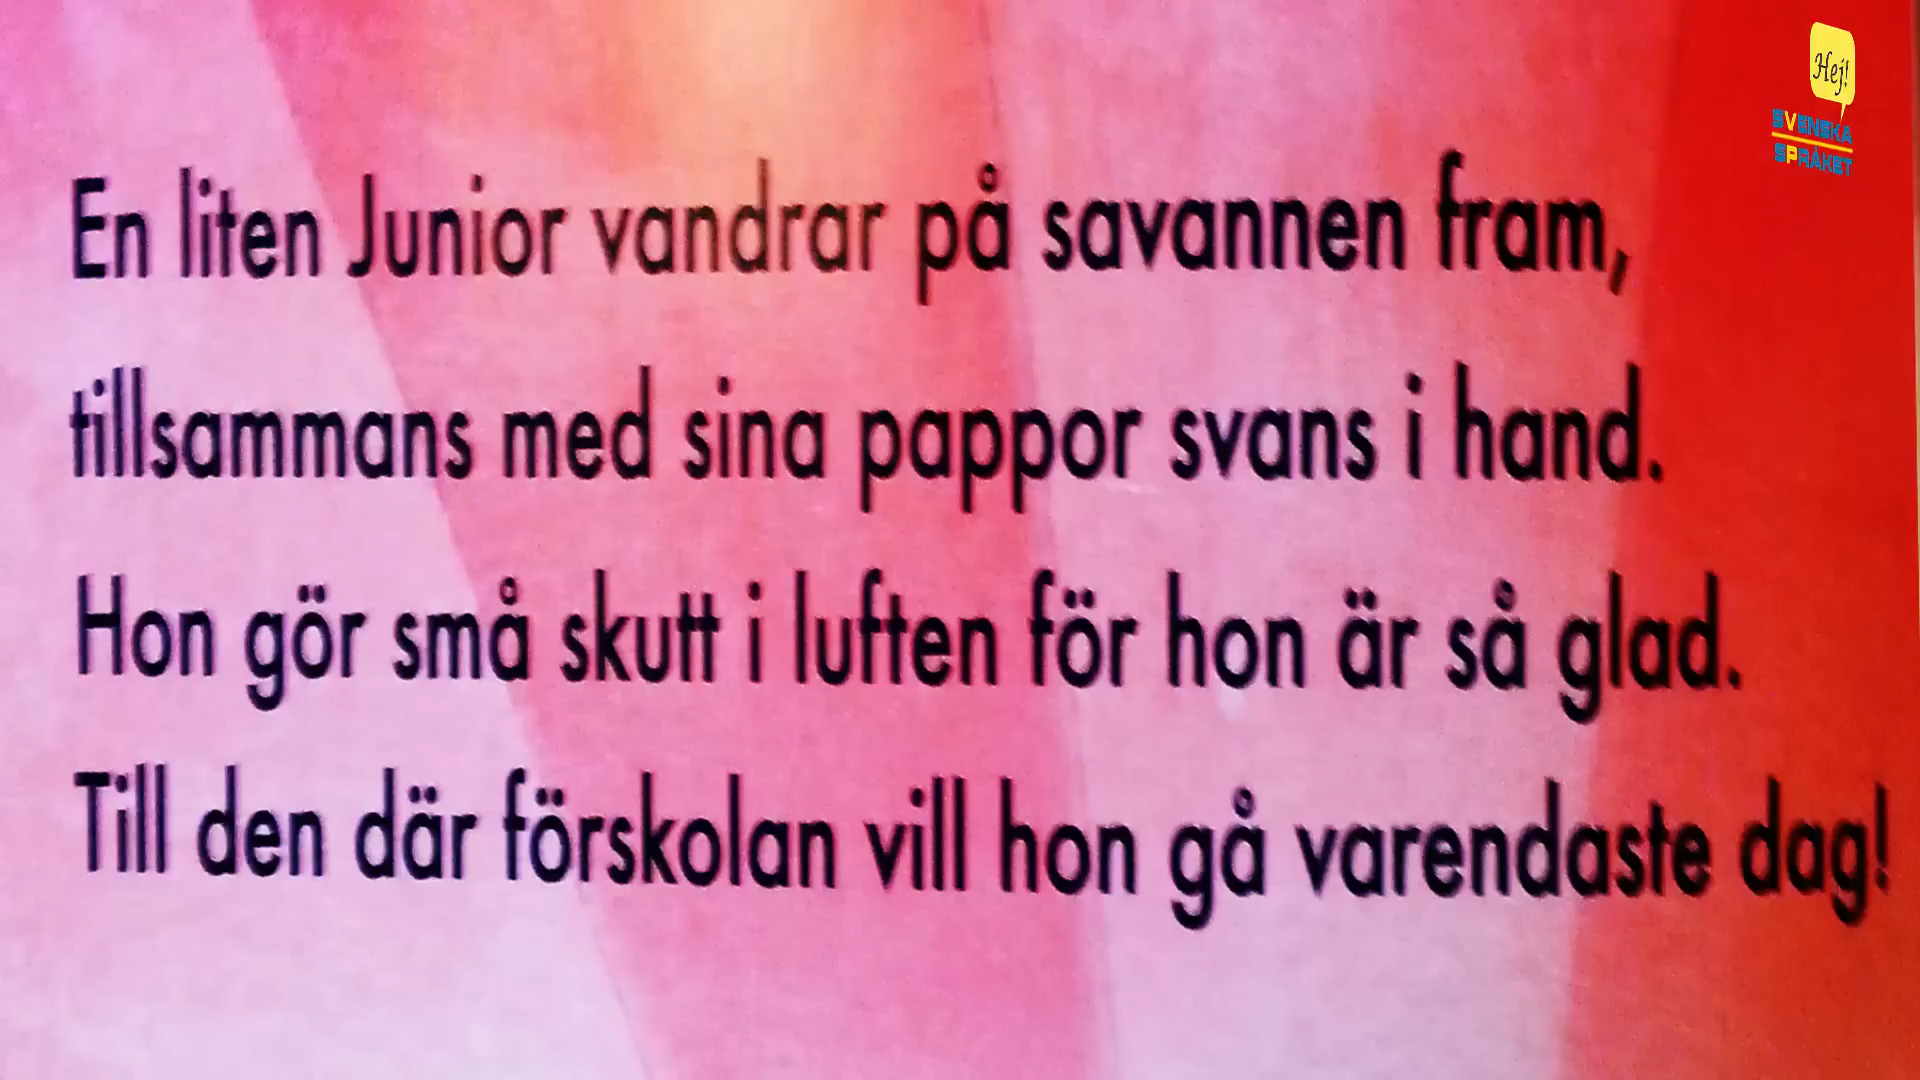 Hej!
SVENSKA
SPRÅKET
En liten Junior vandrar på savannen fram,
tillsammans med sina pappor svans i hand.
Hon gör små skutt i luften för hon är så glad.
Till den där förskolan vill hon gå varendaste dag!